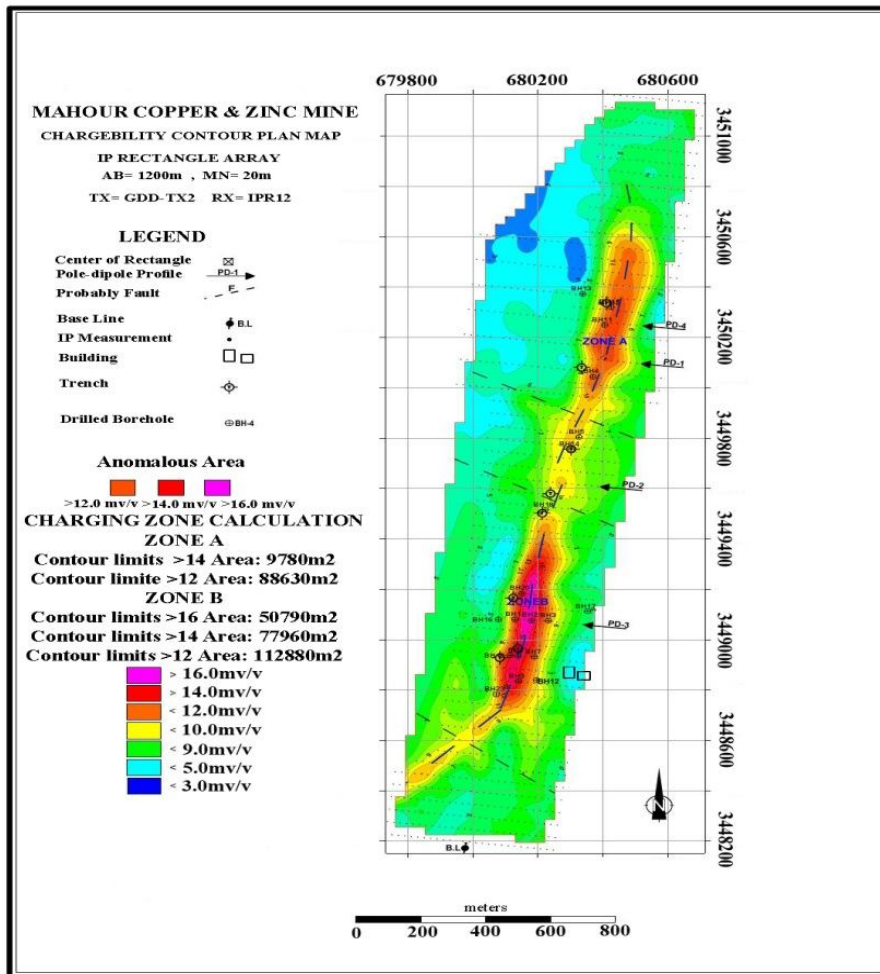 MAHOUR COPPER & ZINC MINE
CHARGEBILITY CONTOUR PLAN MAP
IP RECTANGLE ARRAY
AB= 1200m , MN= 20m
TX= GDD-TX2 RX= IPR12
LEGEND
Center of Rectangle
Pole-dipole Profile PD-1
Probably Fault F
Base Line B.L
IP Measurement
Building
Trench
Drilled Borehole BH-4
Anomalous Area
>12.0 mv/v >14.0 mv/v >16.0 mv/v
CHARGING ZONE CALCULATION
ZONE A
Contour limits >14 Area: 9780m2
Contour limite >12 Area: 88630m2
ZONE B
Contour limits >16 Area: 50790m2
Contour limits >14 Area: 77960m2
Contour limits >12 Area: 112880m2
> 16.0mv/v
> 14.0mv/v
< 12.0mv/v
< 10.0mv/v
< 9.0mv/v
< 5.0mv/v
< 3.0mv/v
679800 680200 680600
3451000
3450600
3450200
3449800
3449400
3449000
3448600
3448200
BH13
BH11
PD-4
ZONE A
PD-1
PD-2
ZONEB
BH17
BH16
BH3
PD-3
BH12
N
B.L
meters
0 200 400 600 800